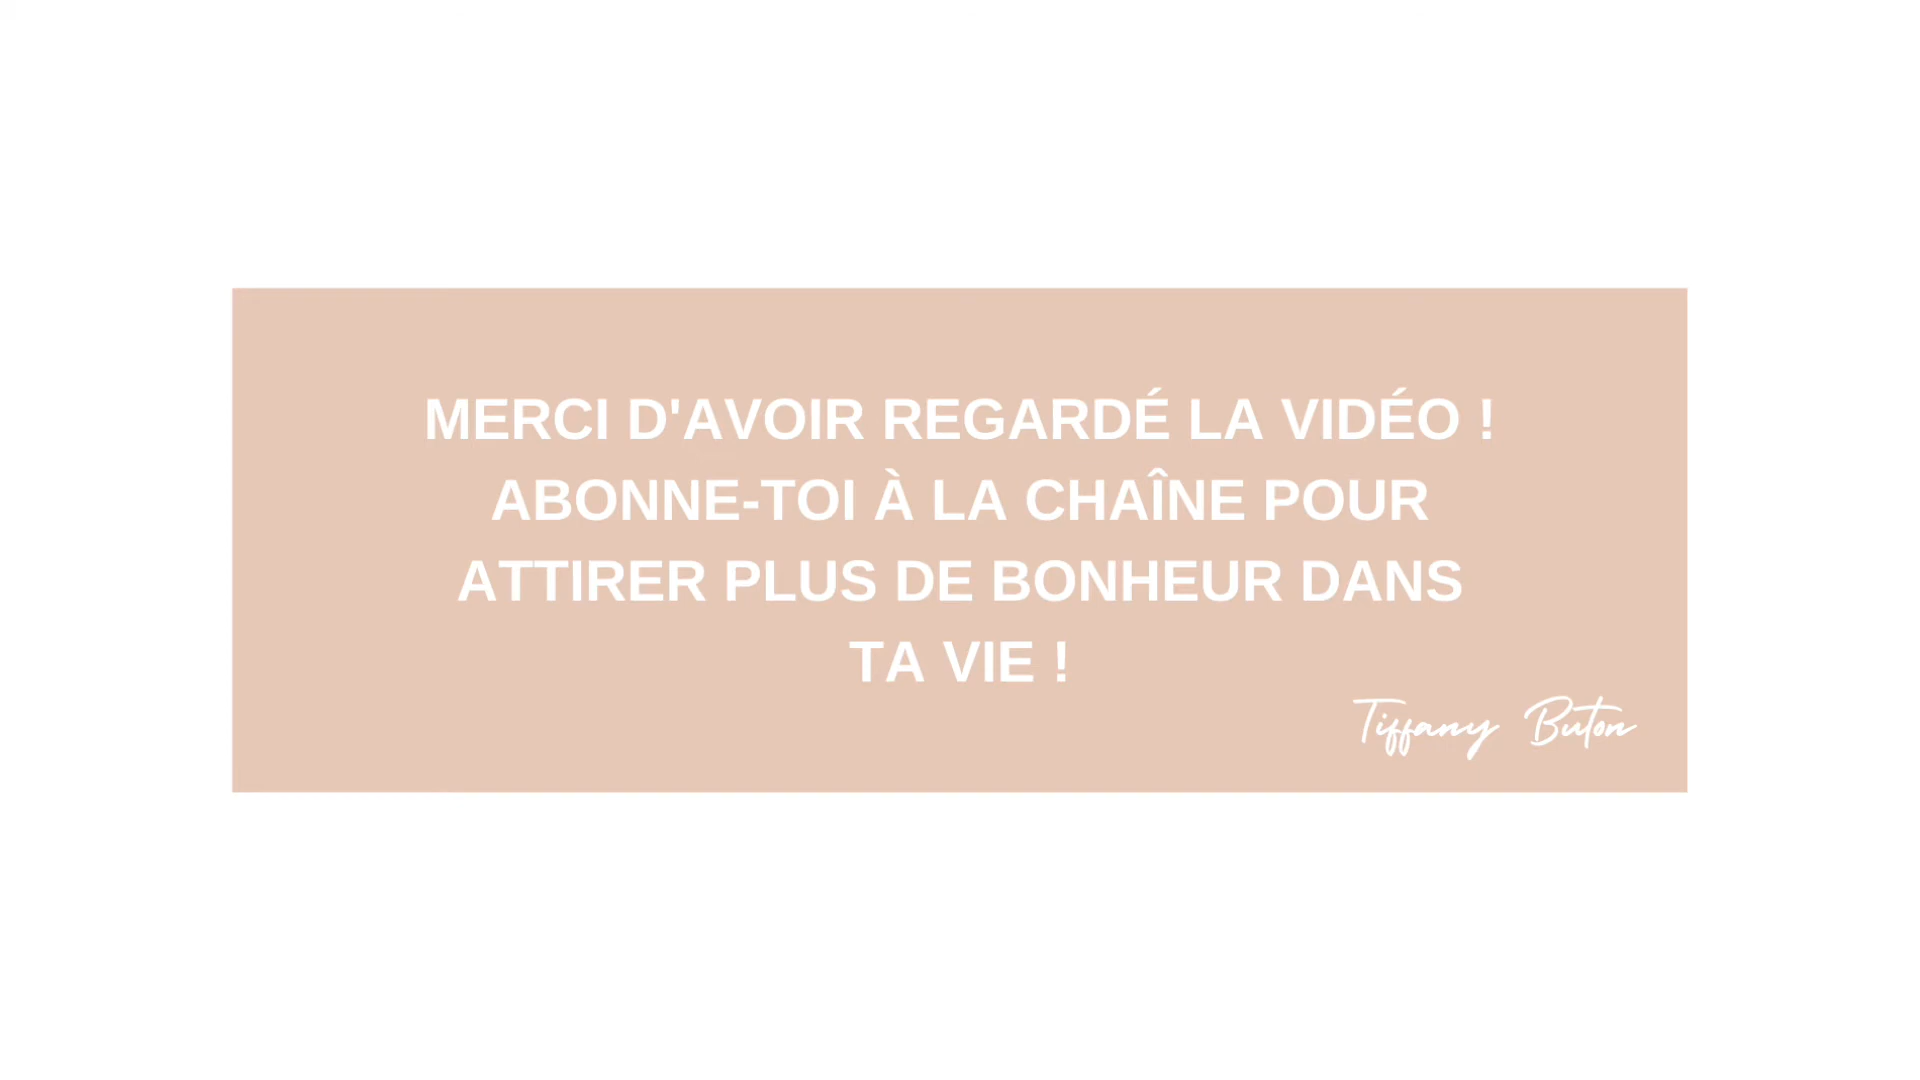 MERCI D'AVOIR REGARDÉ LA VIDÉO !
ABONNE-TOI À LA CHAÎNE POUR
ATTIRER PLUS DE BONHEUR DANS
TA VIE !
Tiffany Buton